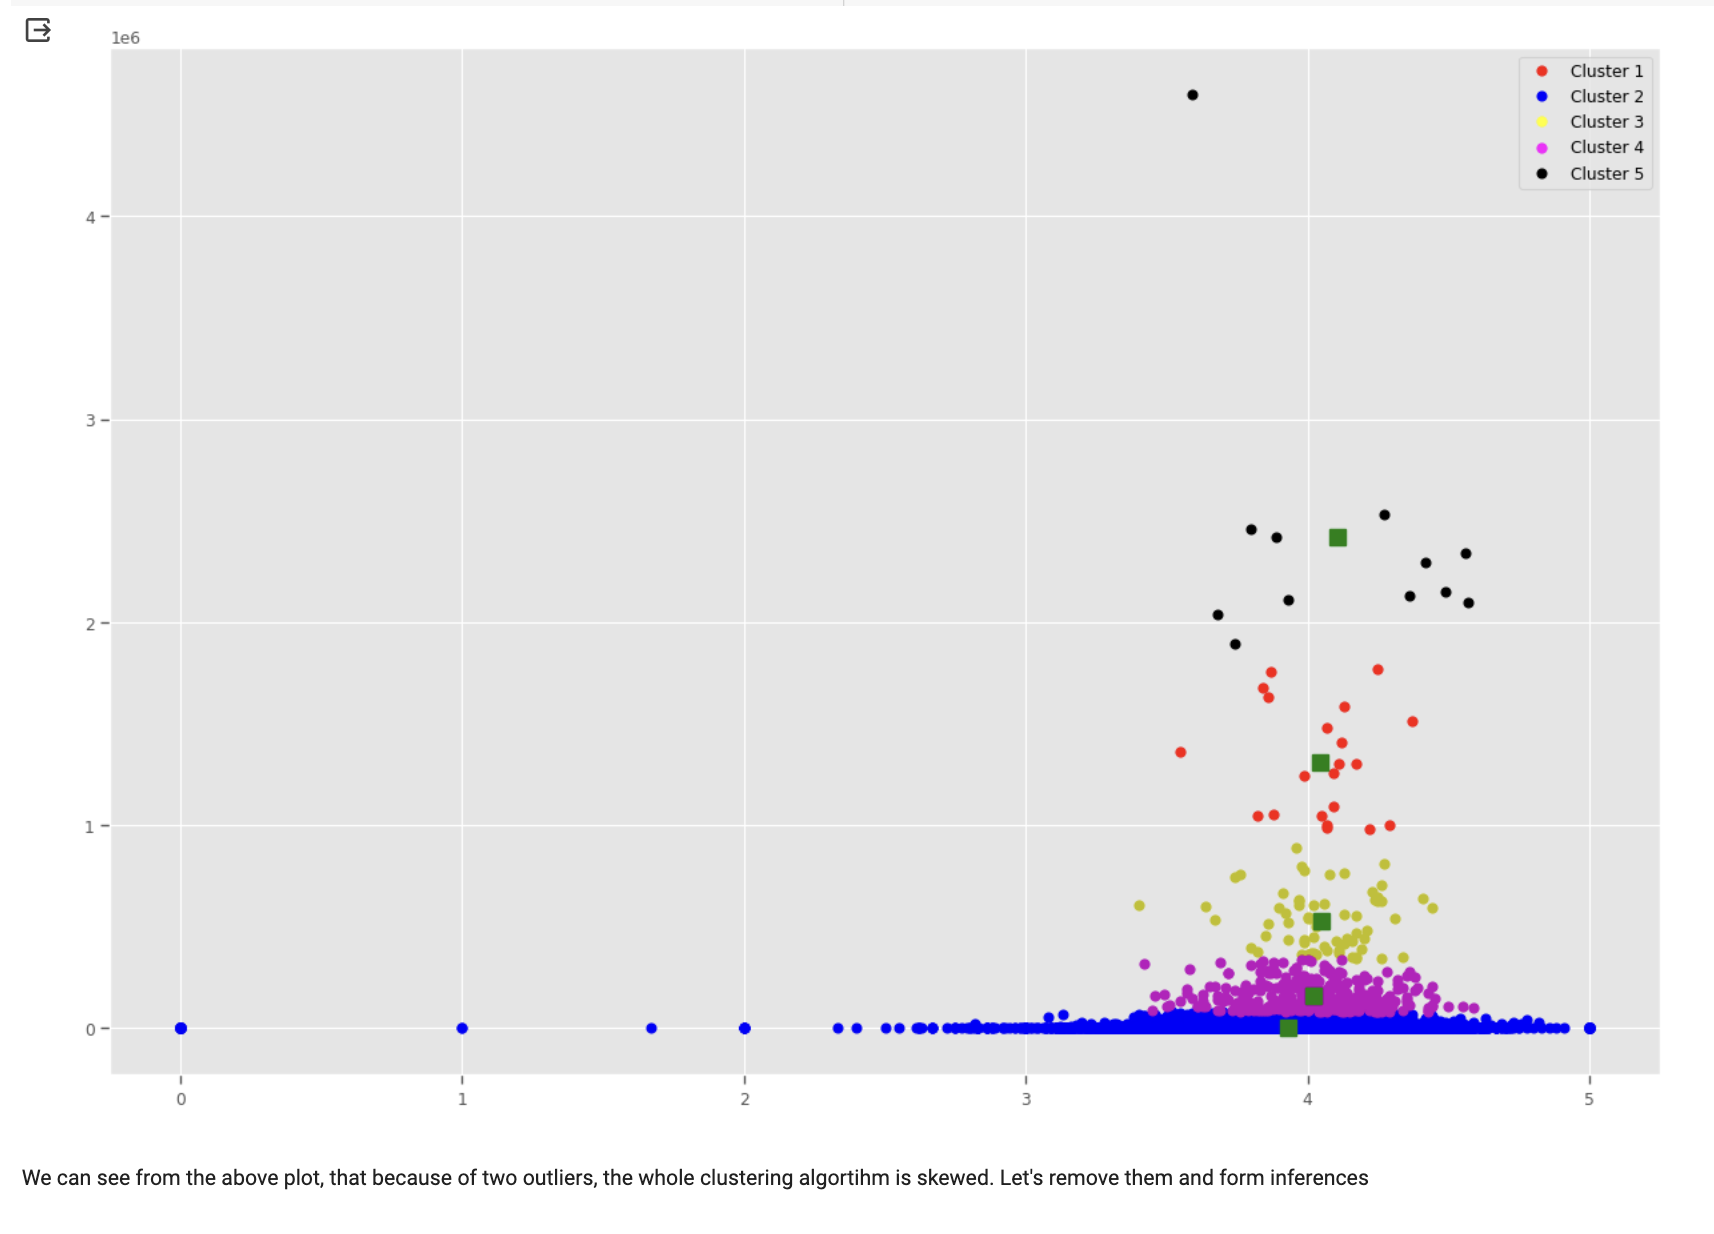 1e6
Cluster 1
Cluster 2
Cluster 3
Cluster 4
Cluster 5
4
3
2
1
0
0 1 2 3 4 5
We can see from the above plot, that because of two outliers, the whole clustering algortihm is skewed. Let's remove them and form inferences